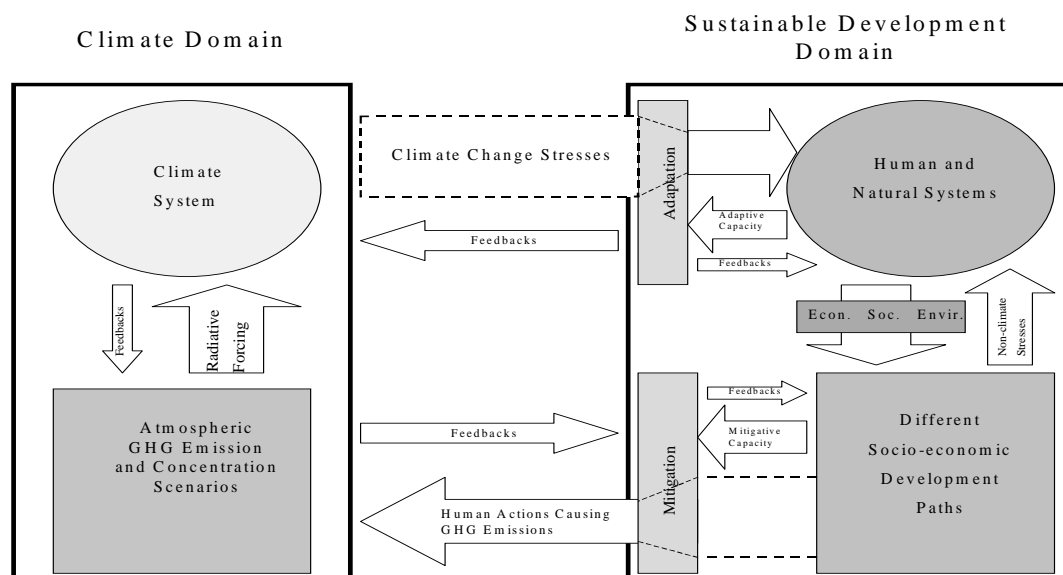 Climate Domain
Sustainable Development
Domain
Climate
System
Climate Change Stresses
Adaptation
Human and
Natural Systems
Adaptive
Capacity
Feedbacks
Feedbacks
Feedbacks
Radiative
Forcing
Econ. Soc. Envir.
Non-climate
Stresses
Atmospheric
GHG Emission
and Concentration
Scenarios
Feedbacks
Mitigation
Feedbacks
Mitigative
Capacity
Different
Socio-economic
Development
Paths
Human Actions Causing
GHG Emissions